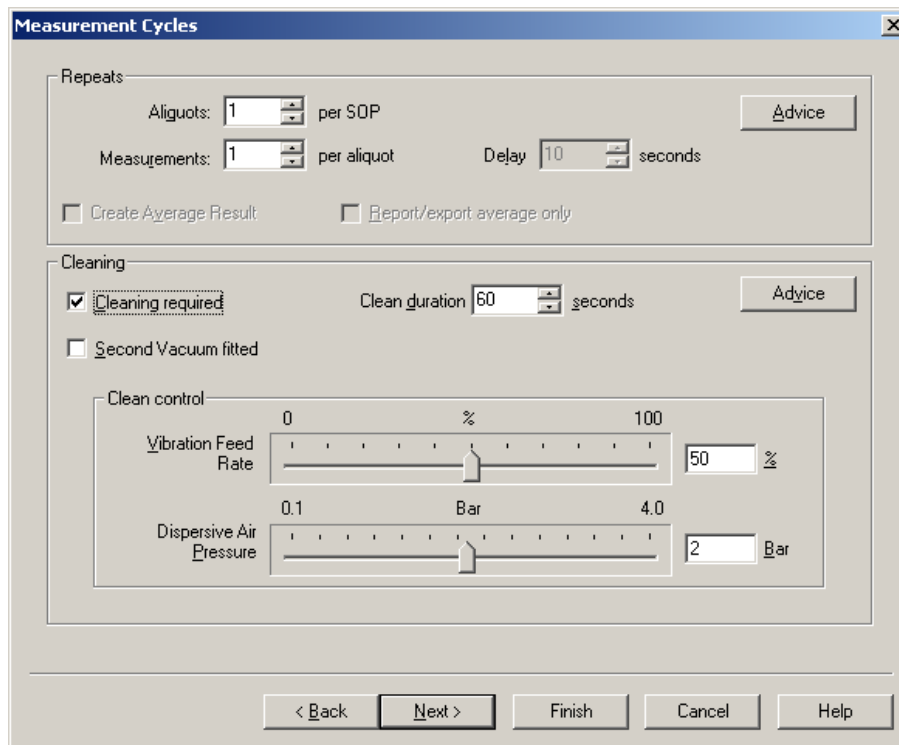 Measurement Cycles
Repeats
Aliquots: 1 per SOP
Advice
Measurements: 1 per aliquot Delay 10 seconds
Create Average Result Report/export average only
Cleaning
Cleaning required Clean duration 60 seconds
Advice
Second Vacuum fitted
Clean control
0 % 100
Vibration Feed
Rate
50 %
0.1 Bar 4.0
Dispersive Air
Pressure
2 Bar
< Back Next > Finish Cancel Help